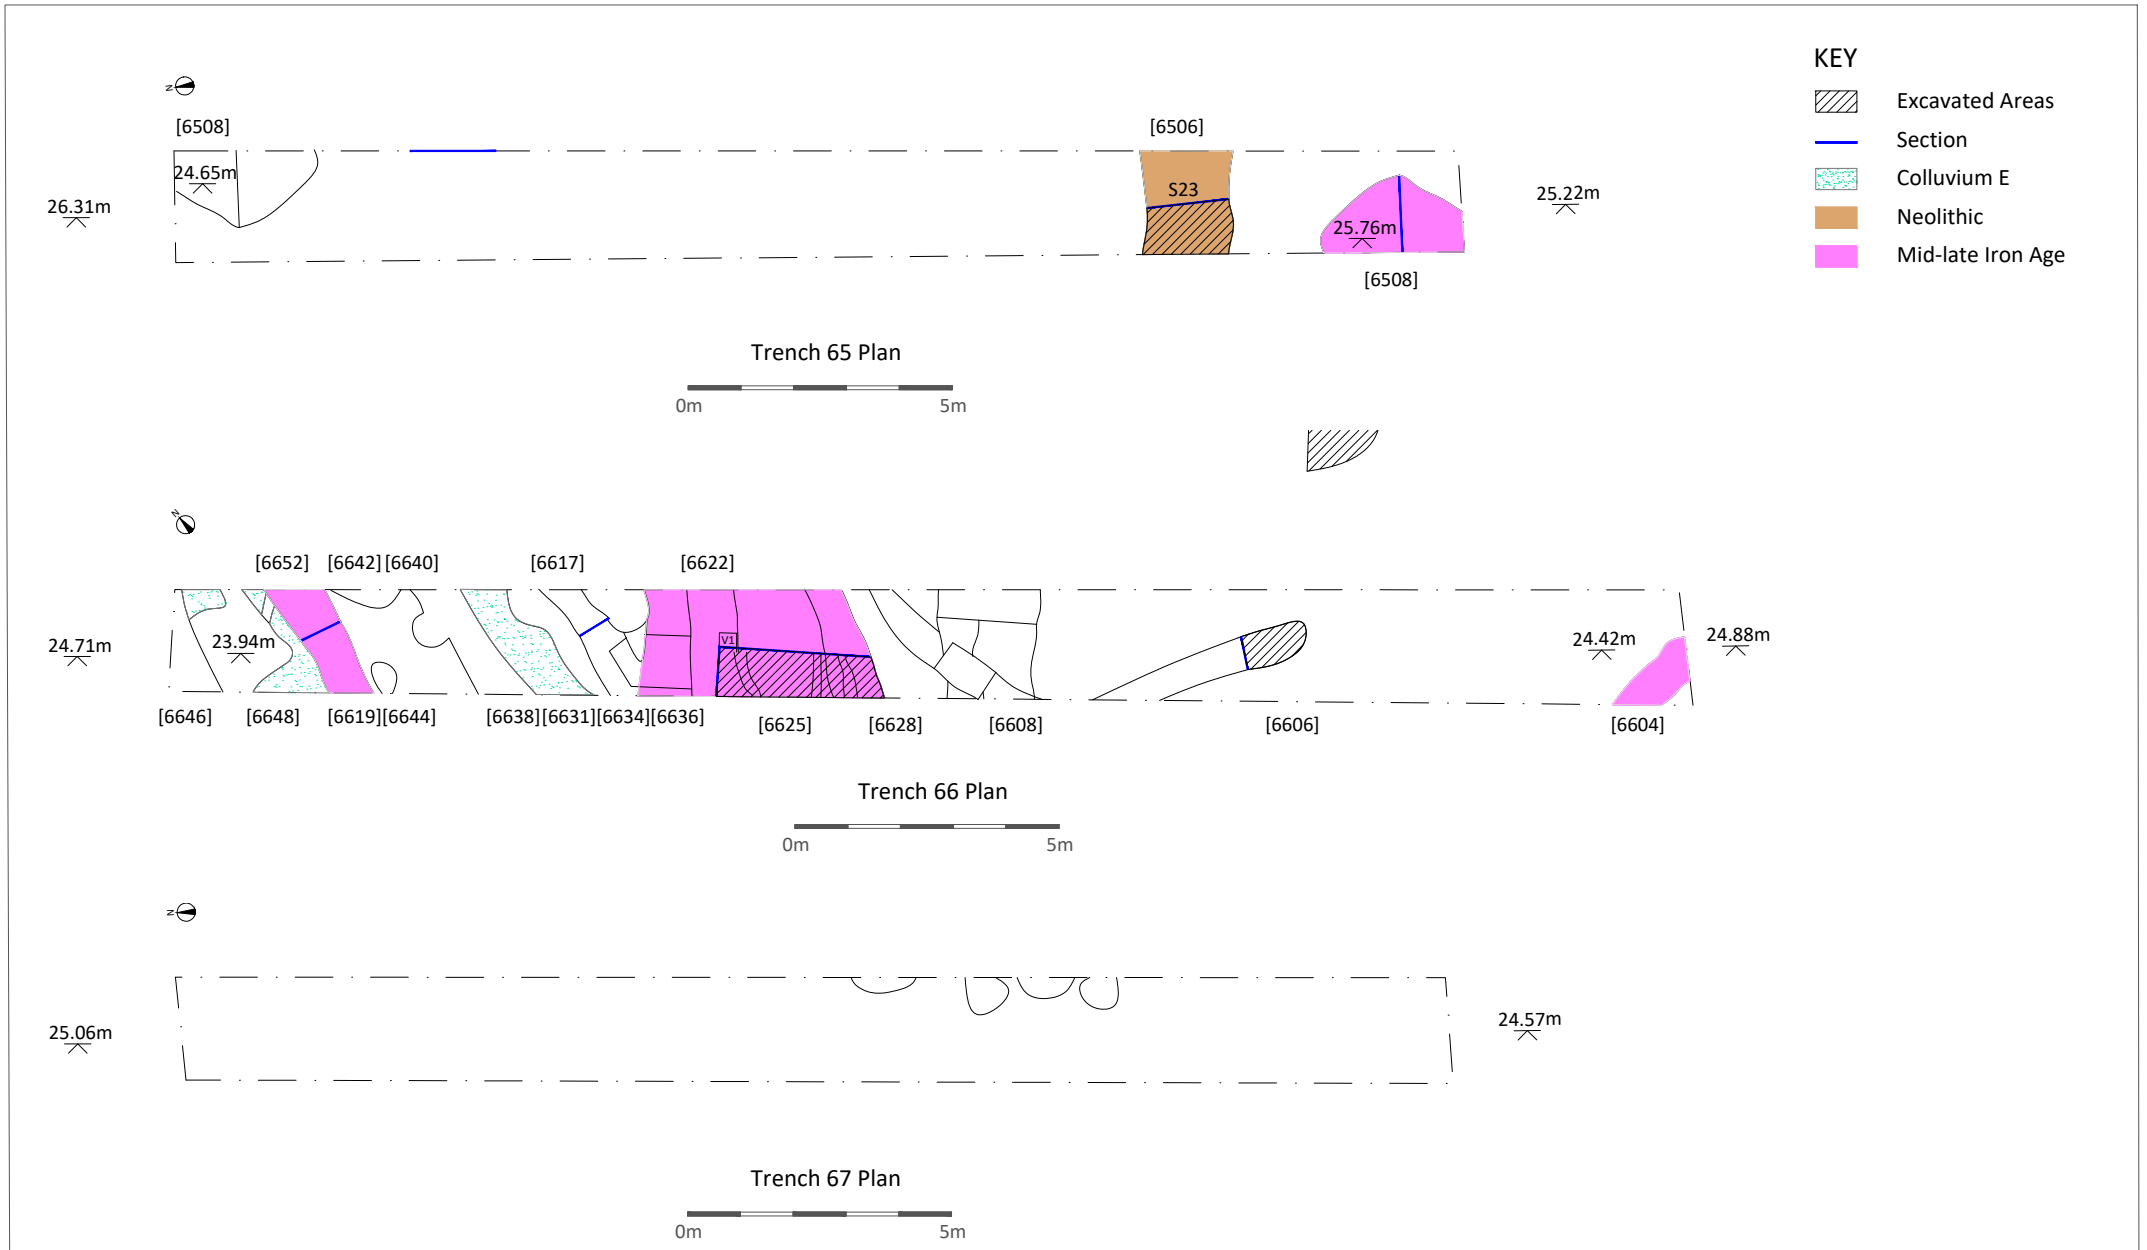 KEY
Excavated Areas
Section
Colluvium E
Neolithic
Mid-late Iron Age
N
[6508]
[6506]
24.65m
S23
26.31m
25.22m
25.76m
[6508]
Trench 65 Plan
0m 5m
N
[6652] [6642] [6640] [6617] [6622]
24.71m
23.94m
V1
24.42m
24.88m
[6646] [6648] [6619][6644] [6638][6631][6634][6636] [6625] [6628] [6608] [6606] [6604]
Trench 66 Plan
0m 5m
N
25.06m
24.57m
Trench 67 Plan
0m 5m